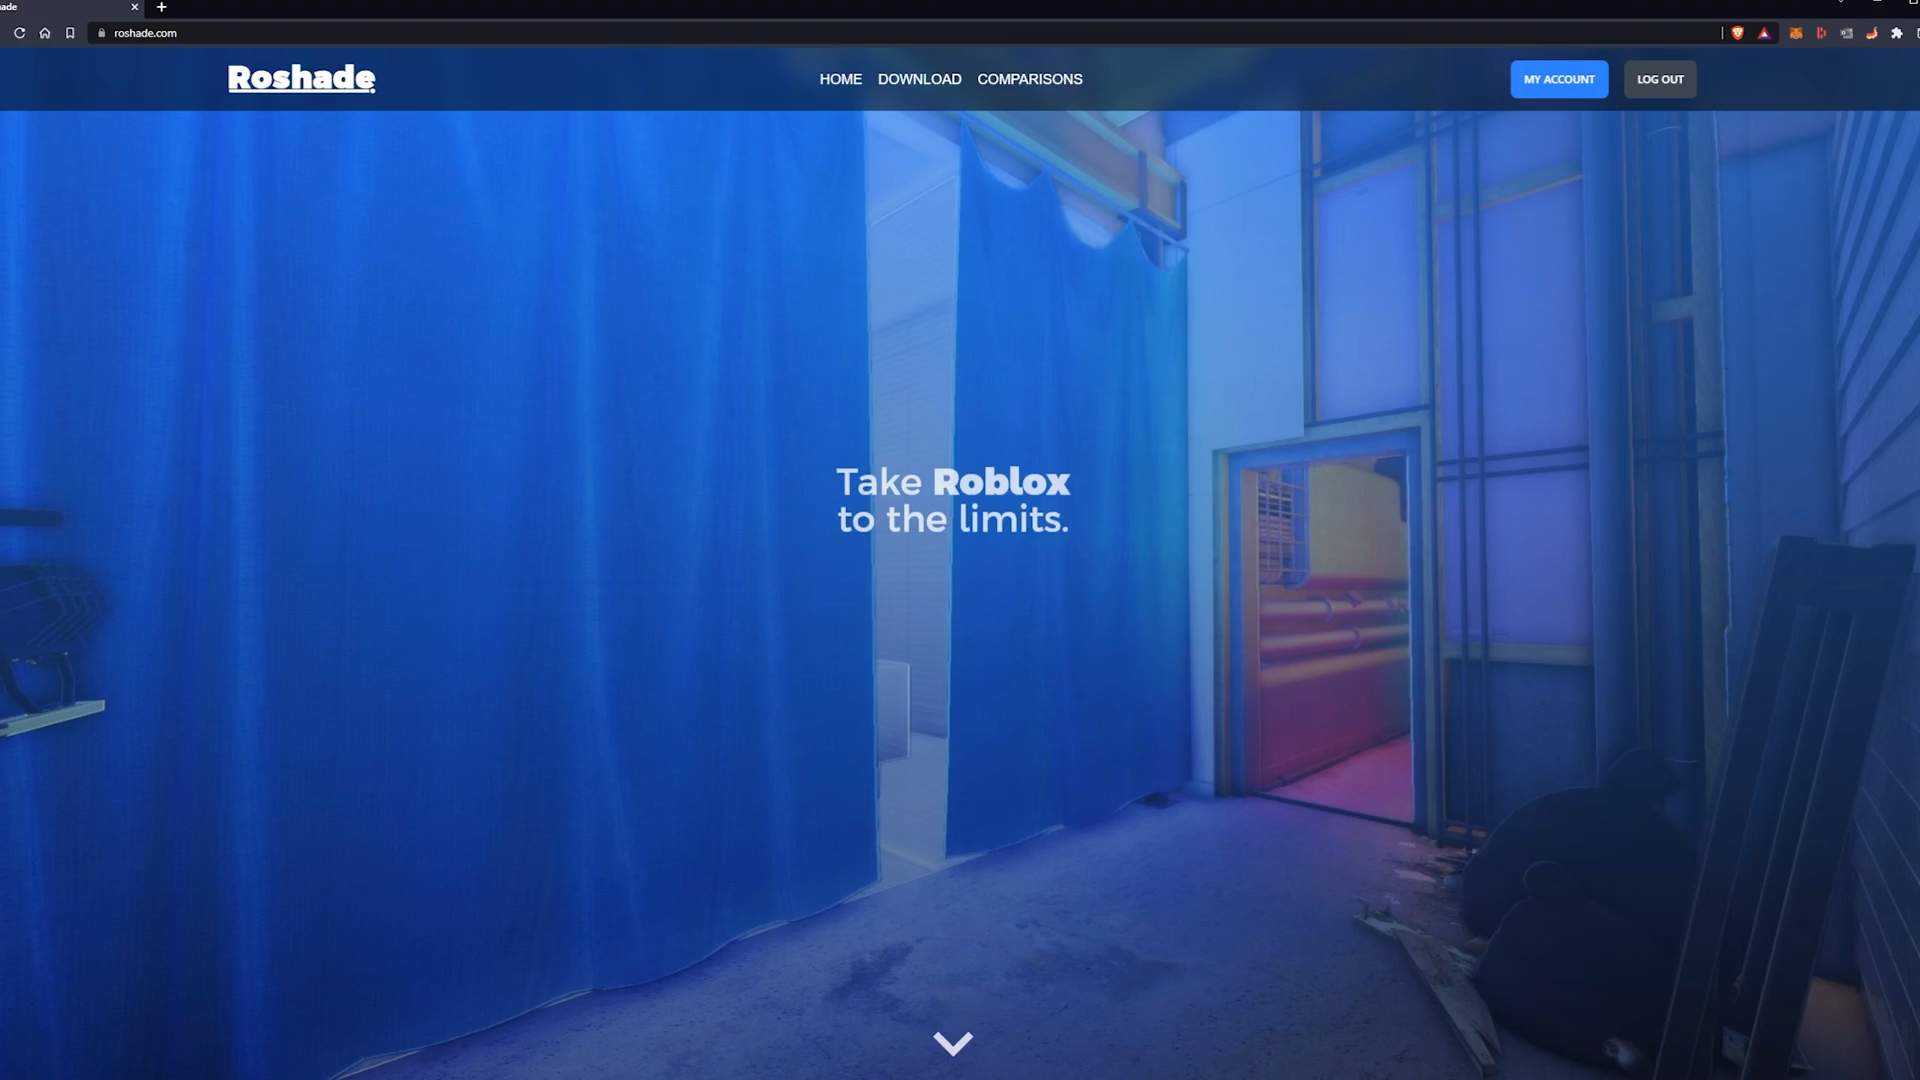 ade
roshade.com
Roshade.
HOME DOWNLOAD COMPARISONS
MY ACCOUNT
LOG OUT
Take Roblox
to the limits.